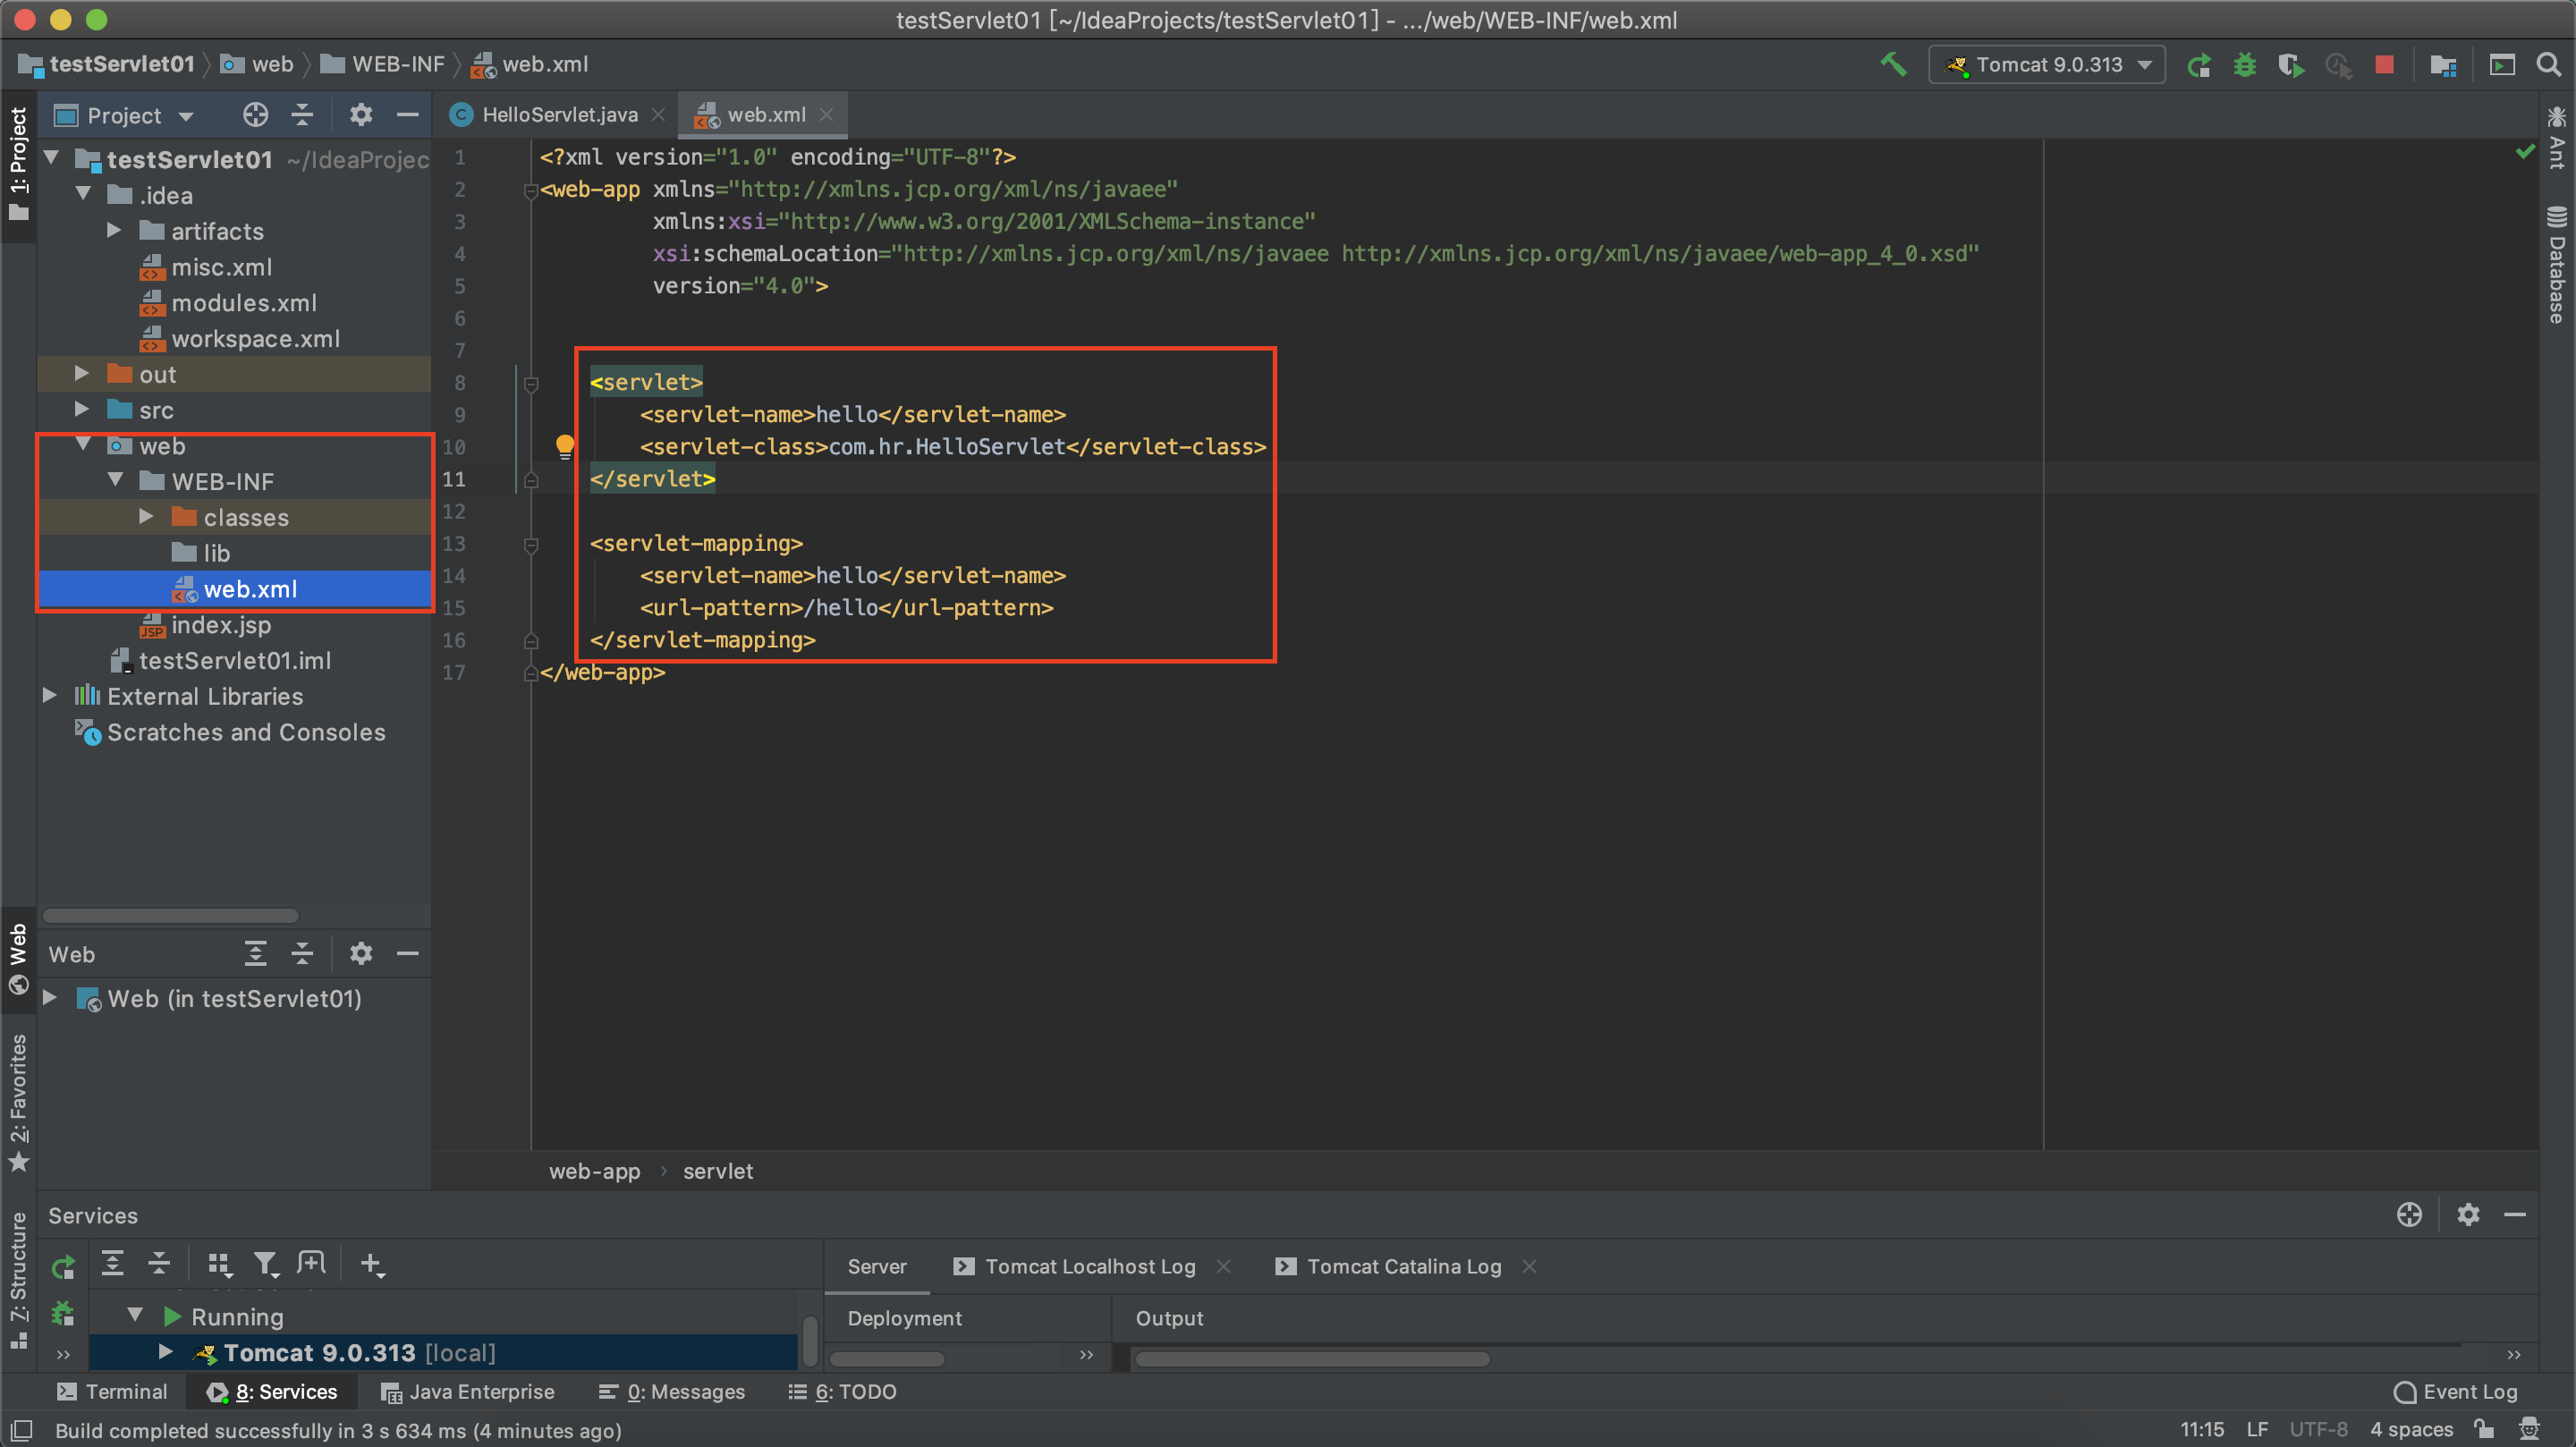 testServlet01 [~/IdeaProjects/testServlet01] - .../web/WEB-INF/web.xml
testServlet01 web WEB-INF web.xml
Tomcat 9.0.313
1: Project
Project
testServlet01 ~/IdeaProjec
.idea
artifacts
misc.xml
modules.xml
workspace.xml
out
src
web
WEB-INF
classes
lib
web.xml
index.jsp
testServlet01.iml
External Libraries
Scratches and Consoles
HelloServlet.java
web.xml
1 <?xml version="1.0" encoding="UTF-8"?>
2 <web-app xmlns="http://xmlns.jcp.org/xml/ns/javaee"
3 xmlns:xsi="http://www.w3.org/2001/XMLSchema-instance"
4 xsi:schemaLocation="http://xmlns.jcp.org/xml/ns/javaee http://xmlns.jcp.org/xml/ns/javaee/web-app_4_0.xsd"
5 version="4.0">
6
7
8 <servlet>
9 <servlet-name>hello</servlet-name>
10 <servlet-class>com.hr.HelloServlet</servlet-class>
11 </servlet>
12
13 <servlet-mapping>
14 <servlet-name>hello</servlet-name>
15 <url-pattern>/hello</url-pattern>
16 </servlet-mapping>
17 </web-app>
web-app › servlet
Ant
Database
Web
Web
Web (in testServlet01)
2: Favorites
7: Structure
Services
Running
Tomcat 9.0.313 [local]
Server
Tomcat Localhost Log
Tomcat Catalina Log
Deployment
Output
Terminal
8: Services
Java Enterprise
0: Messages
6: TODO
Event Log
Build completed successfully in 3 s 634 ms (4 minutes ago)
11:15 LF UTF-8 4 spaces